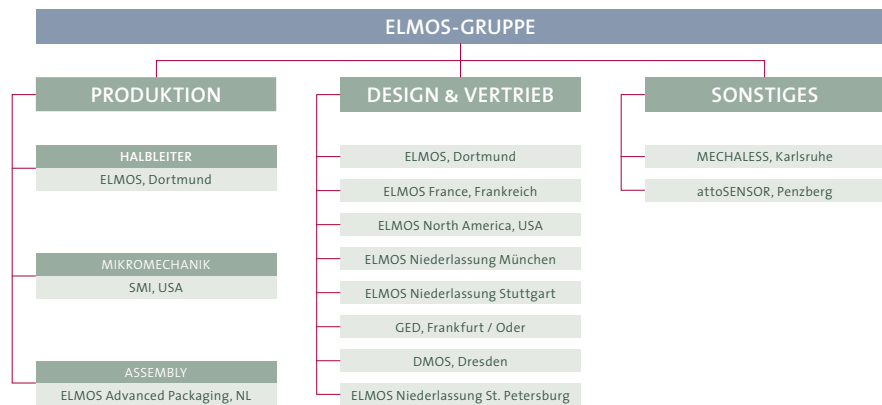 ELMOS-GRUPPE
PRODUKTION
HALBLEITER
ELMOS, Dortmund
MIKROMECHANIK
SMI, USA
ASSEMBLY
ELMOS Advanced Packaging, NL
DESIGN & VERTRIEB
ELMOS, Dortmund
ELMOS France, Frankreich
ELMOS North America, USA
ELMOS Niederlassung München
ELMOS Niederlassung Stuttgart
GED, Frankfurt / Oder
DMOS, Dresden
ELMOS Niederlassung St. Petersburg
SONSTIGES
MECHALESS, Karlsruhe
attoSENSOR, Penzberg